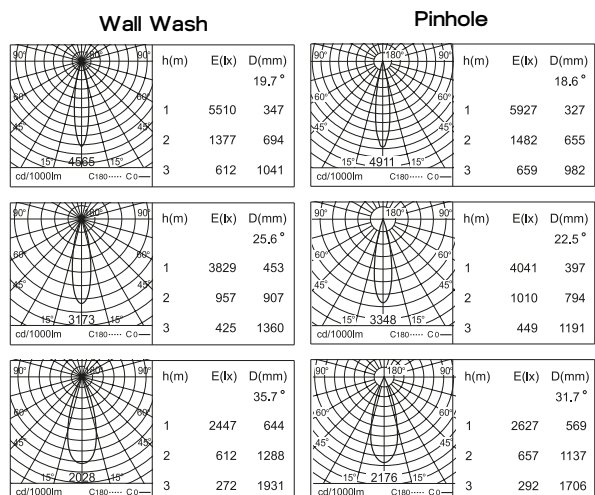 Wall Wash
90° 180° 90°
60° 60°
45° 45°
15° 4565 15°
cd/1000lm C180····· C0—
h(m) E(lx) D(mm)
19.7°
1 5510 347
2 1377 694
3 612 1041
90° 180° 90°
60° 60°
45° 45°
15° 3173 15°
cd/1000lm C180····· C0—
h(m) E(lx) D(mm)
25.6°
1 3829 453
2 957 907
3 425 1360
90° 180° 90°
60° 60°
45° 45°
15° 2028 15°
cd/1000lm C180····· C0—
h(m) E(lx) D(mm)
35.7°
1 2447 644
2 612 1288
3 272 1931
Pinhole
90° 180° 90°
60° 60°
45° 45°
15° 4911 15°
cd/1000lm C180····· C0—
h(m) E(lx) D(mm)
18.6°
1 5927 327
2 1482 655
3 659 982
90° 180° 90°
60° 60°
45° 45°
15° 3348 15°
cd/1000lm C180····· C0—
h(m) E(lx) D(mm)
22.5°
1 4041 397
2 1010 794
3 449 1191
90° 180° 90°
60° 60°
45° 45°
15° 2176 15°
cd/1000lm C180····· C0—
h(m) E(lx) D(mm)
31.7°
1 2627 569
2 657 1137
3 292 1706